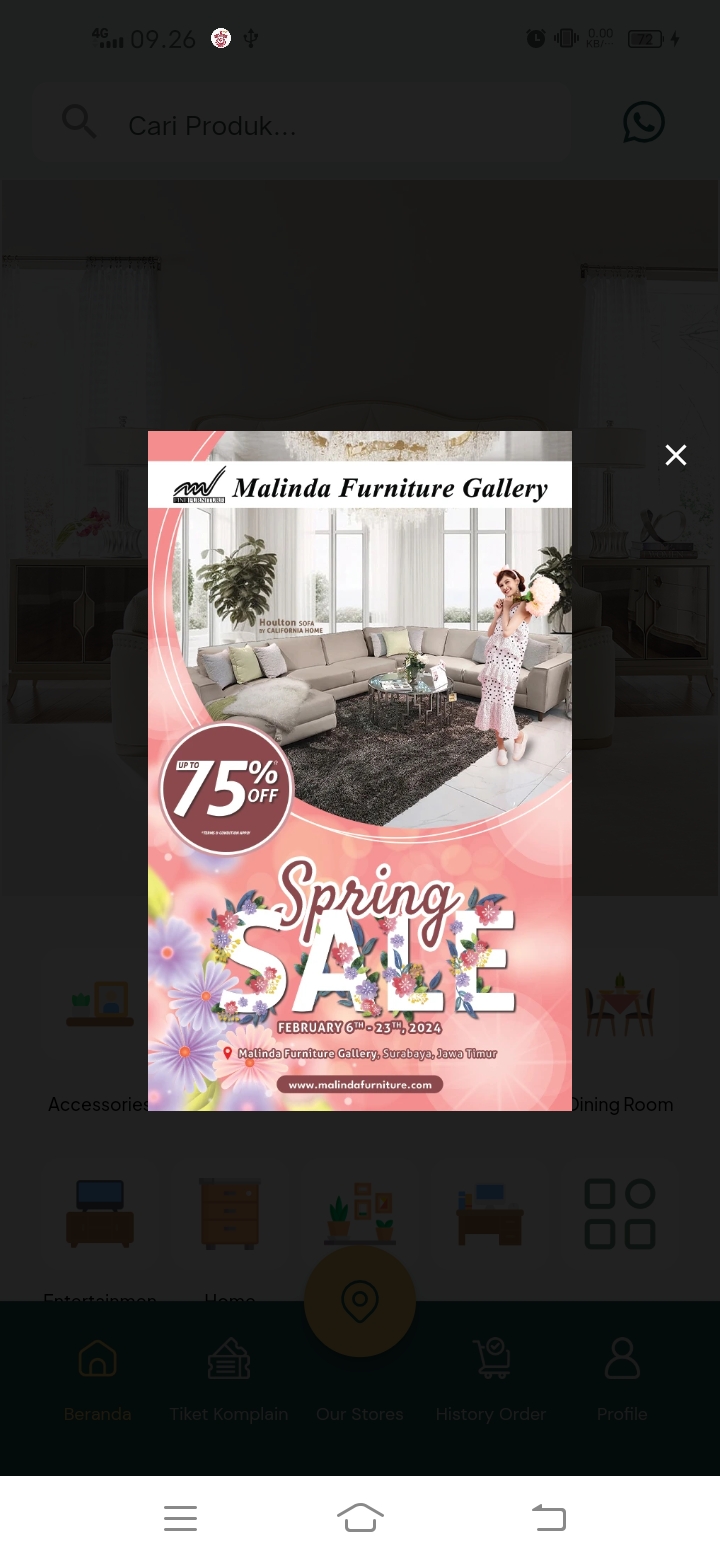 4G 09.26 0.00 KB/-- 72
Cari Produk...
FINE FURNITURE Malinda Furniture Gallery
Houlton SOFA
BY CALIFORNIA HOME
UP TO
75% OFF
*TERMS & CONDITION APPLY
Spring
SALE
FEBRUARY 6TH - 23TH, 2024
Malinda Furniture Gallery, Surabaya, Jawa Timur
www.malindafurniture.com
Accessories Dining Room
Entertainmen Home
Beranda Tiket Komplain Our Stores History Order Profile